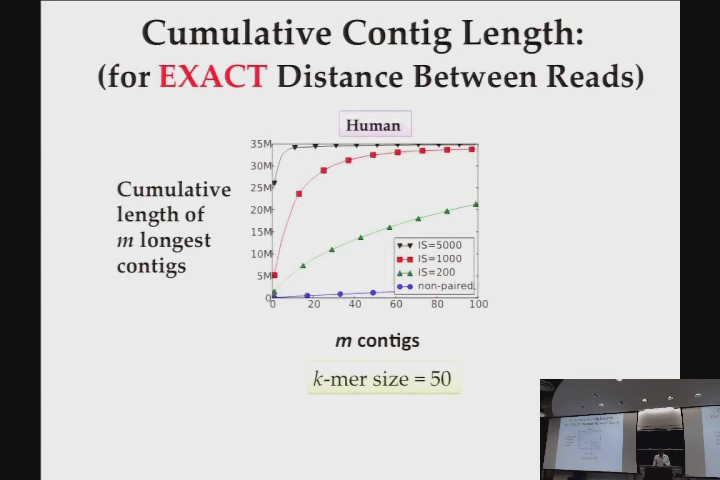 Cumulative Contig Length:
(for EXACT Distance Between Reads)
Human
Cumulative
length of
m longest
contigs
35M
30M
25M
20M
15M
10M
5M
0
IS=5000
IS=1000
IS=200
non-paired
0 20 40 60 80 100
m contigs
k-mer size = 50